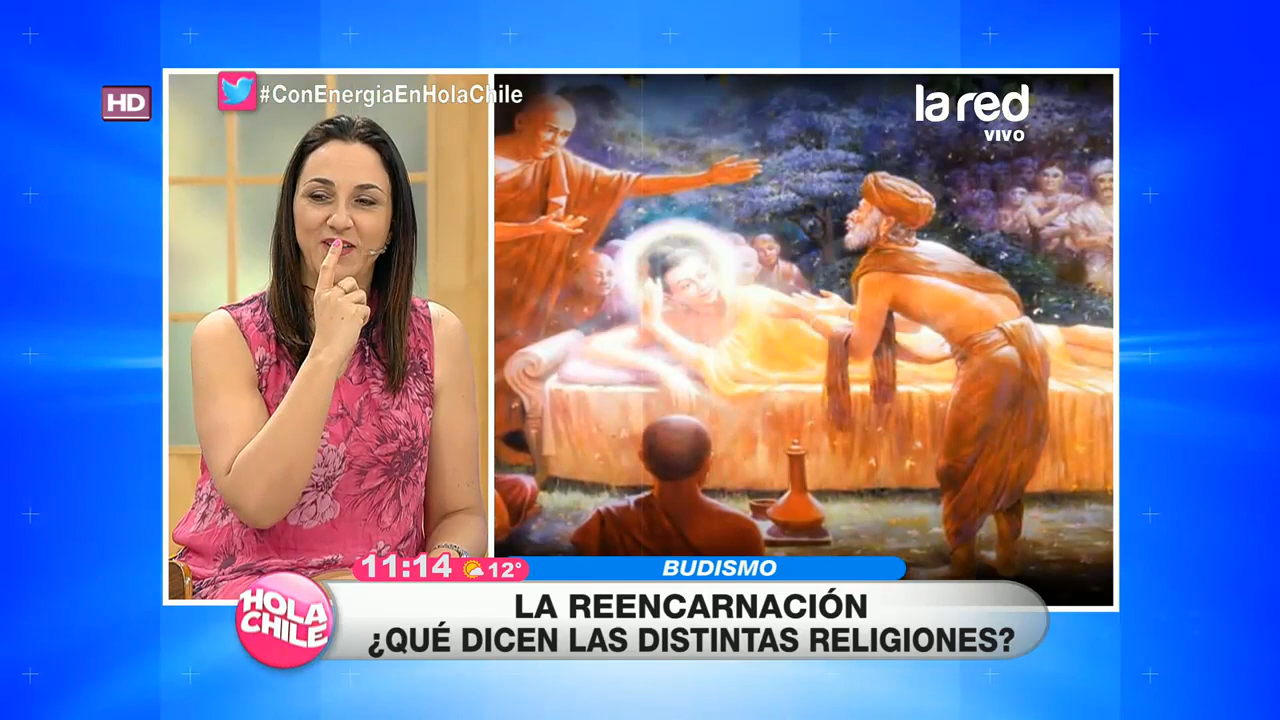 HD
#ConEnergiaEnHolaChile
la red
VIVO
11:14 12°
BUDISMO
HOLA
CHILE
LA REENCARNACIÓN
¿QUÉ DICEN LAS DISTINTAS RELIGIONES?